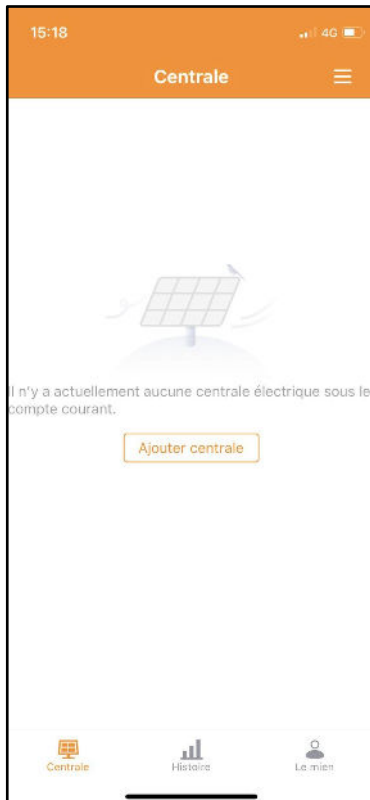 15:18
4G
Centrale
Il n'y a actuellement aucune centrale électrique sous le
compte courant.
Ajouter centrale
Centrale
Histoire
Le mien